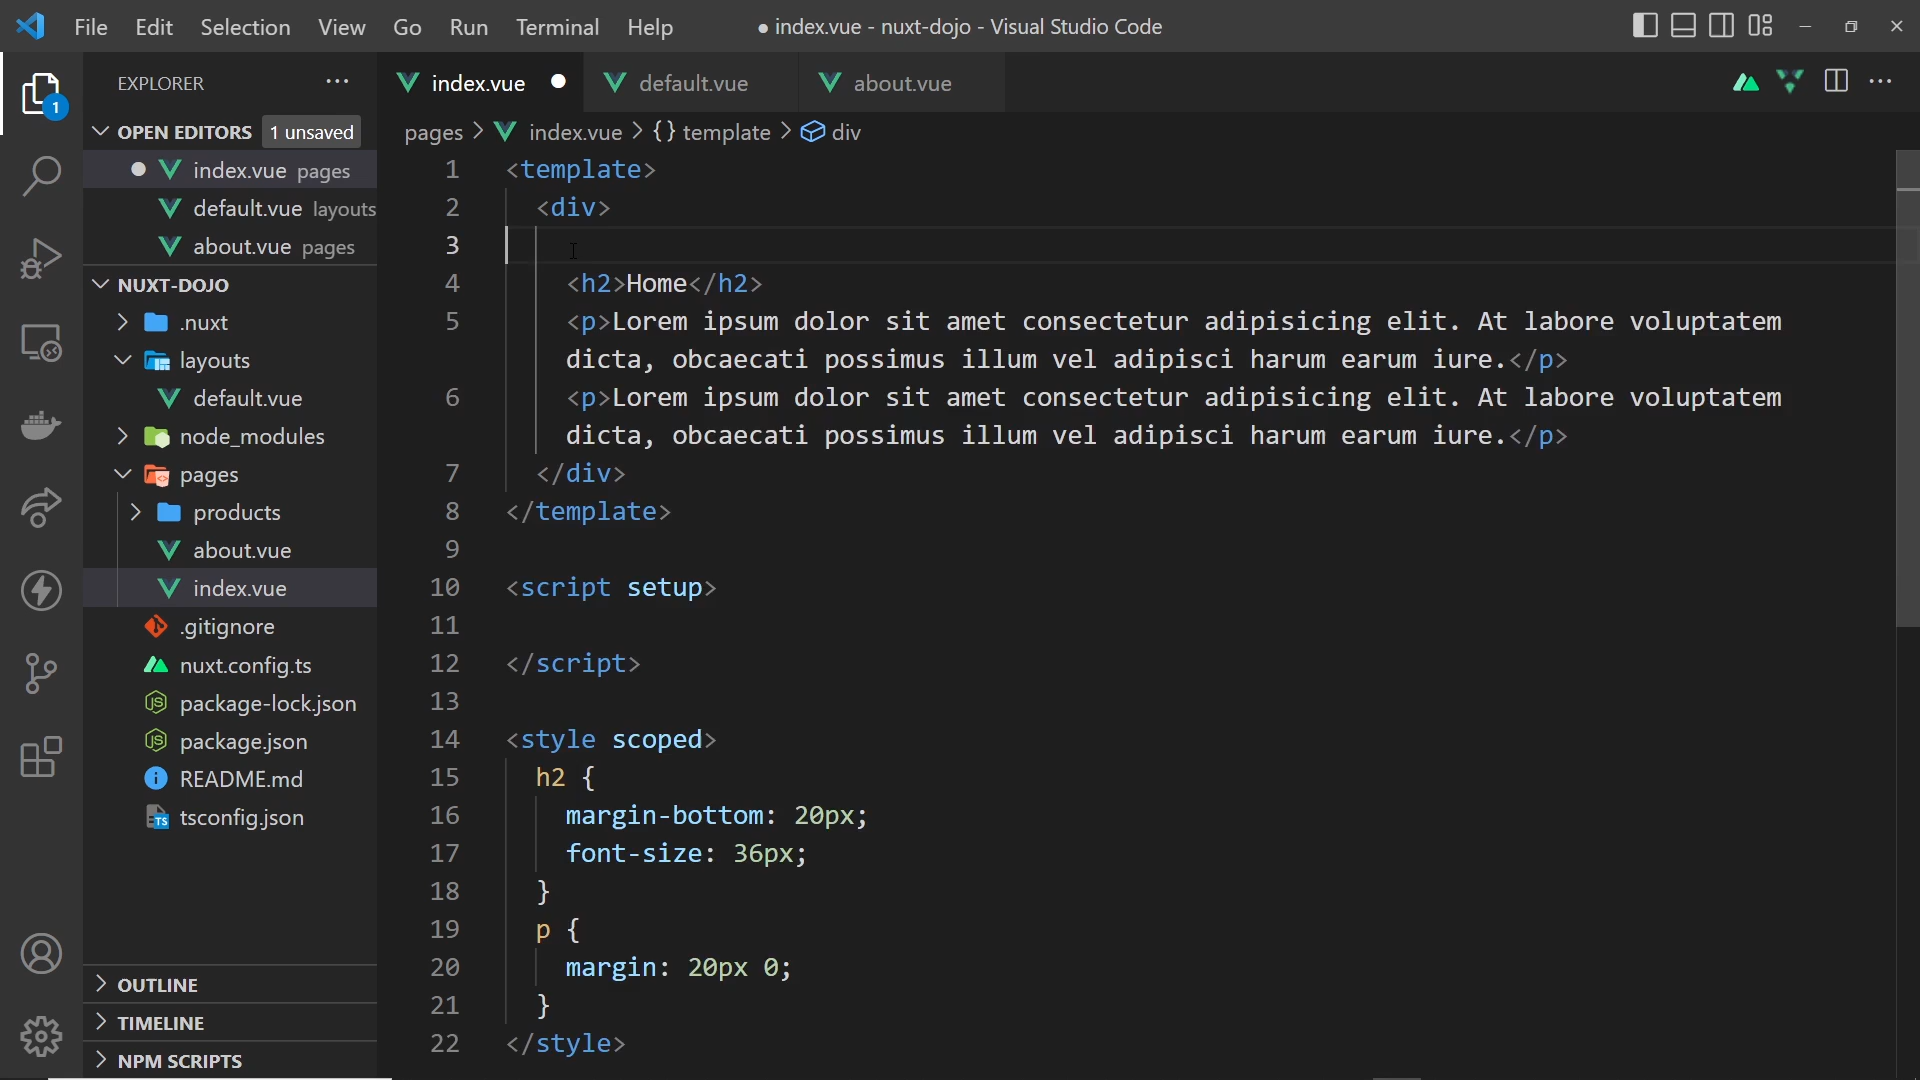 File Edit Selection View Go Run Terminal Help ● index.vue - nuxt-dojo - Visual Studio Code
EXPLORER ···
index.vue ● default.vue about.vue
1
OPEN EDITORS 1 unsaved
pages > index.vue > {} template > div
● index.vue pages
default.vue layouts
about.vue pages
NUXT-DOJO
.nuxt
layouts
default.vue
node_modules
pages
products
about.vue
index.vue
.gitignore
nuxt.config.ts
JS package-lock.json
JS package.json
i README.md
TS tsconfig.json
OUTLINE
TIMELINE
NPM SCRIPTS
1 <template>
2 <div>
3
4 <h2>Home</h2>
5 <p>Lorem ipsum dolor sit amet consectetur adipisicing elit. At labore voluptatem
dicta, obcaecati possimus illum vel adipisci harum earum iure.</p>
6 <p>Lorem ipsum dolor sit amet consectetur adipisicing elit. At labore voluptatem
dicta, obcaecati possimus illum vel adipisci harum earum iure.</p>
7 </div>
8 </template>
9
10 <script setup>
11
12 </script>
13
14 <style scoped>
15 h2 {
16 margin-bottom: 20px;
17 font-size: 36px;
18 }
19 p {
20 margin: 20px 0;
21 }
22 </style>